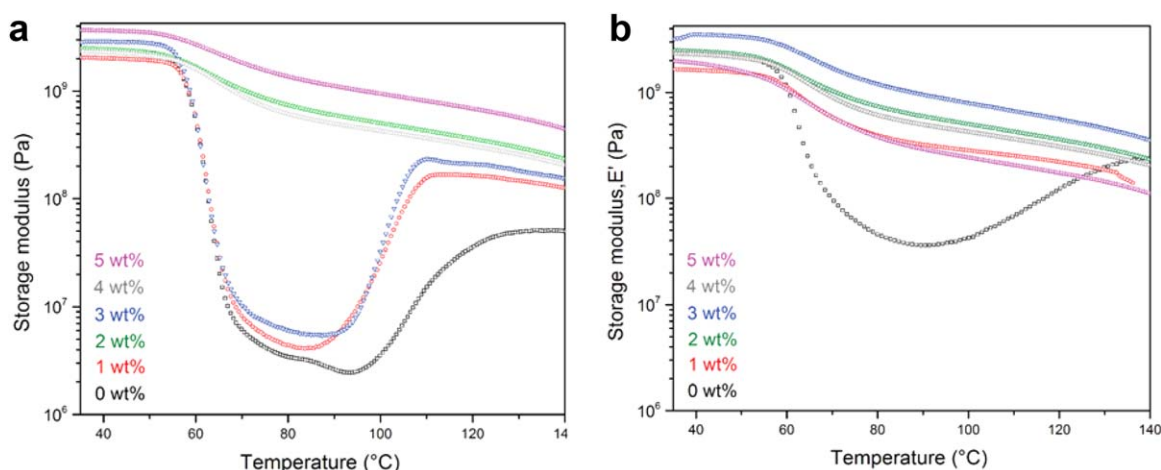 a
10⁹
10⁸
10⁷
10⁶
Storage modulus (Pa)
5 wt%
4 wt%
3 wt%
2 wt%
1 wt%
0 wt%
40 60 80 100 120 14
Temperature (°C)
b
10⁹
10⁸
10⁷
10⁶
Storage modulus,E' (Pa)
5 wt%
4 wt%
3 wt%
2 wt%
1 wt%
0 wt%
40 60 80 100 120 140
Temperature (°C)